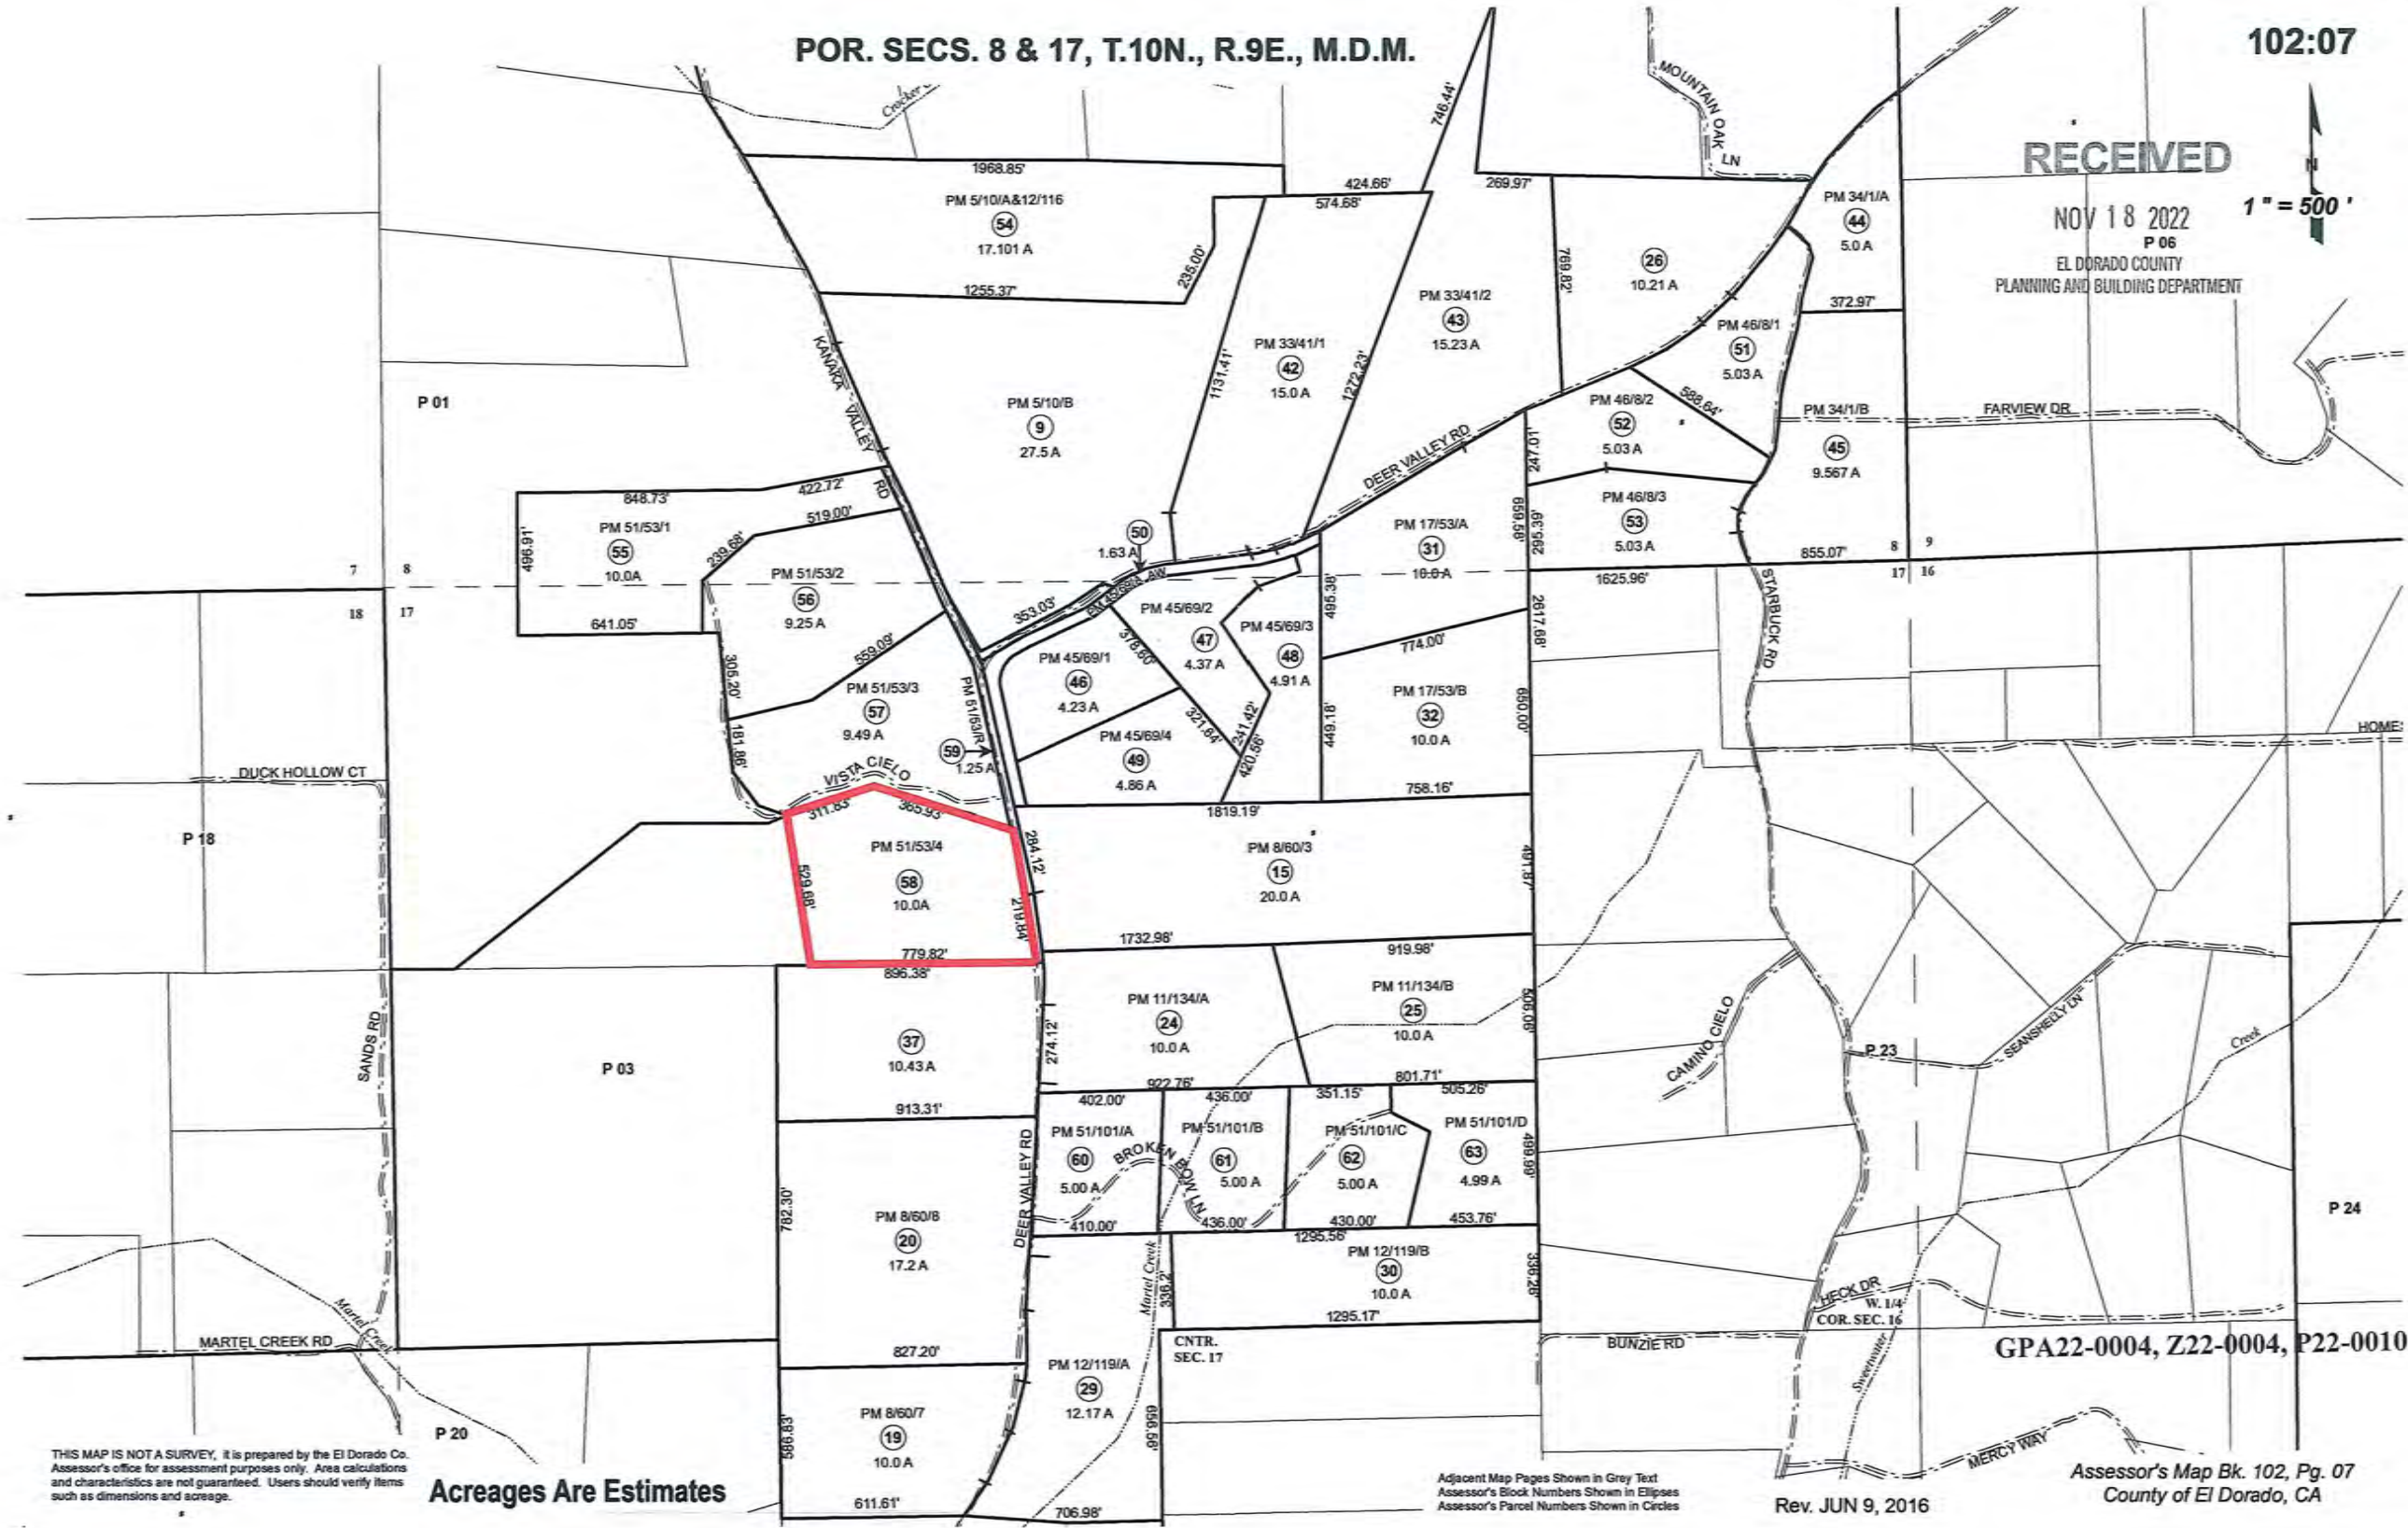 POR. SECS. 8 & 17, T.10N., R.9E., M.D.M.
102:07
RECEIVED
NOV 18 2022
P 06
EL DORADO COUNTY
PLANNING AND BUILDING DEPARTMENT
N
1 " = 500 '
MOUNTAIN OAK
LN
746.44'
1968.85'
PM 5/10/A&12/116
54
17.101 A
1255.37'
235.00'
424.66'
574.68'
269.97'
PM 34/1/A
44
5.0 A
372.97'
26
10.21 A
769.82'
PM 33/41/2
43
15.23 A
PM 33/41/1
42
15.0 A
1131.41'
1272.23'
PM 46/8/1
51
5.03 A
588.64'
KANAKA VALLEY
RD
P 01
PM 5/10/B
9
27.5 A
PM 46/8/2
52
5.03 A
PM 34/1/B
FARVIEW DR
45
9.567 A
DEER VALLEY RD
247.01'
848.73'
422.72'
519.00'
PM 51/53/1
55
10.0A
496.91'
239.68'
641.05'
PM 51/53/2
56
9.25 A
50
1.63 A
PM 17/53/A
31
10.0 A
659.58'
295.39'
PM 46/8/3
53
5.03 A
855.07'
8
9
17
16
1625.96'
7
8
18
17
353.03'
PM 45/69/2
47
4.37 A
PM 45/69/3
48
4.91 A
495.38'
774.00'
2617.68'
STARBUCK RD
305.20'
559.09'
PM 51/53/3
57
9.49 A
181.86'
PM 51/53/R
59
1.25 A
PM 45/69/1
46
4.23 A
378.60'
321.64'
241.42'
420.56'
PM 45/69/4
49
4.86 A
PM 17/53/B
32
10.0 A
449.18'
650.00'
758.16'
DUCK HOLLOW CT
VISTA CIELO
311.83'
365.93'
1819.19'
P 18
PM 51/53/4
58
10.0A
529.68'
284.12'
219.84'
779.82'
PM 8/60/3
15
20.0 A
491.87'
1732.98'
919.98'
896.38'
37
10.43 A
913.31'
PM 11/134/A
24
10.0 A
274.12'
922.76'
PM 11/134/B
25
10.0 A
506.06'
801.71'
SANDS RD
P 03
CAMINO CIELO
P 23
SEANSHELLY LN
Creek
402.00'
436.00'
351.15'
505.26'
PM 51/101/A
60
5.00 A
PM 51/101/B
61
5.00 A
PM 51/101/C
62
5.00 A
PM 51/101/D
63
4.99 A
499.99'
BROKEN BOW LN
410.00'
436.00'
430.00'
453.76'
DEER VALLEY RD
782.30'
PM 8/60/8
20
17.2 A
827.20'
1295.56'
PM 12/119/B
30
10.0 A
1295.17'
336.2'
336.26'
Martel Creek
P 24
HECK DR
W. 1/4
COR. SEC. 16
Martel Creek
MARTEL CREEK RD
CNTR.
SEC. 17
BUNZIE RD
Sweetwater
GPA22-0004, Z22-0004, P22-0010
PM 12/119/A
29
12.17 A
656.56'
PM 8/60/7
19
10.0 A
586.83'
611.61'
706.98'
P 20
MERCY WAY
THIS MAP IS NOT A SURVEY, it is prepared by the El Dorado Co.
Assessor's office for assessment purposes only. Area calculations
and characteristics are not guaranteed. Users should verify items
such as dimensions and acreage.
Acreages Are Estimates
Adjacent Map Pages Shown in Grey Text
Assessor's Block Numbers Shown in Ellipses
Assessor's Parcel Numbers Shown in Circles
Rev. JUN 9, 2016
Assessor's Map Bk. 102, Pg. 07
County of El Dorado, CA